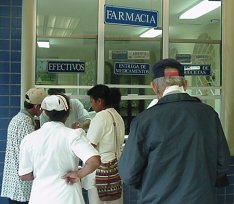 FARMACIA
EFECTIVOS
ENTREGA DE
MEDICAMENTOS
RECETAS